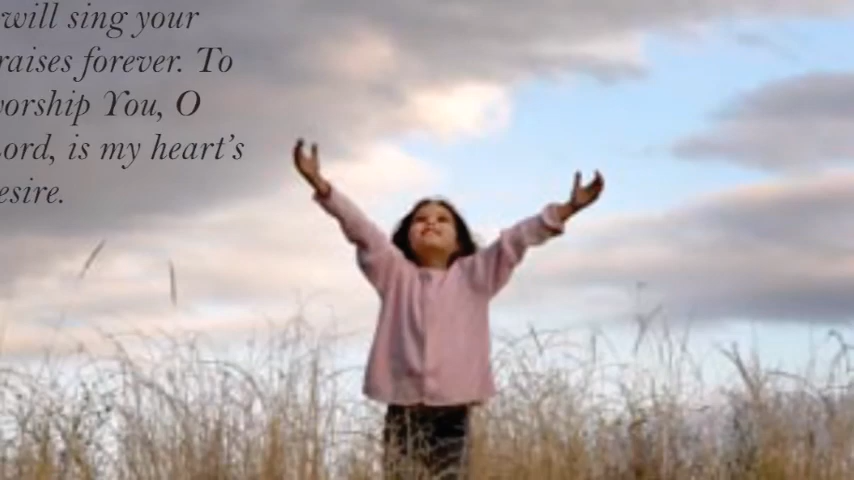 will sing your
raises forever. To
orship You, O
ord, is my heart's
esire.